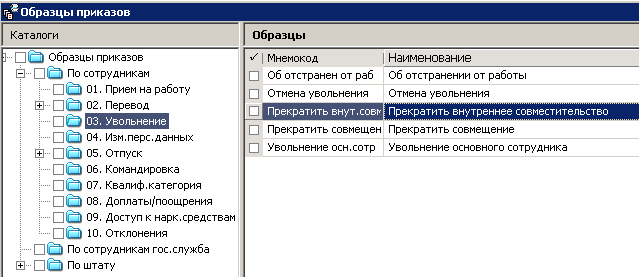 Образцы приказов
Каталоги
Образцы приказов
По сотрудникам
01. Прием на работу
02. Перевод
03. Увольнение
04. Изм.перс.данных
05. Отпуск
06. Командировка
07. Квалиф.категория
08. Доплаты/поощрения
09. Доступ к нарк.средствам
10. Отклонения
По сотрудникам гос.служба
По штату
Образцы
Мнемокод Наименование
Об отстранен от раб Об отстранении от работы
Отмена увольнения Отмена увольнения
Прекратить внут.совм Прекратить внутреннее совместительство
Прекратить совмещен Прекратить совмещение
Увольнение осн.сотр Увольнение основного сотрудника